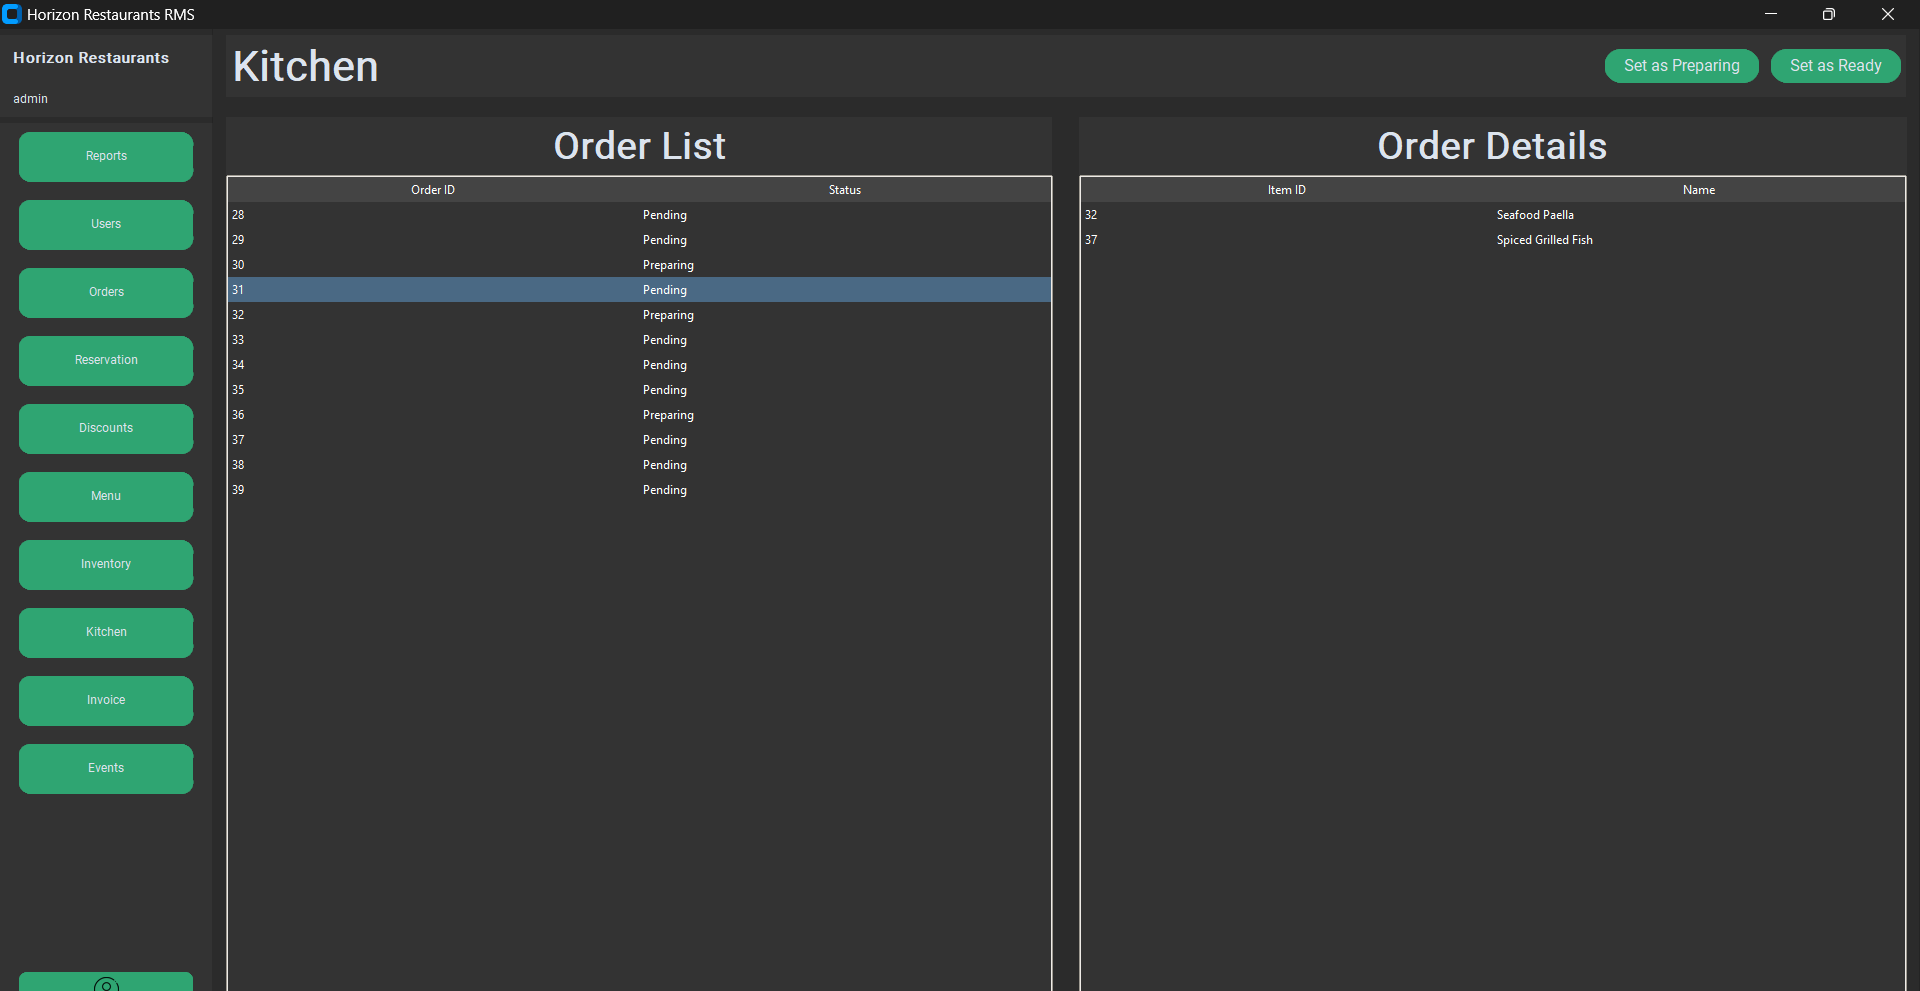 Horizon Restaurants RMS
Horizon Restaurants
admin
Reports
Users
Orders
Reservation
Discounts
Menu
Inventory
Kitchen
Invoice
Events
Kitchen
Set as Preparing Set as Ready
Order List
Order ID Status
28 Pending
29 Pending
30 Preparing
31 Pending
32 Preparing
33 Pending
34 Pending
35 Pending
36 Preparing
37 Pending
38 Pending
39 Pending
Order Details
Item ID Name
32 Seafood Paella
37 Spiced Grilled Fish